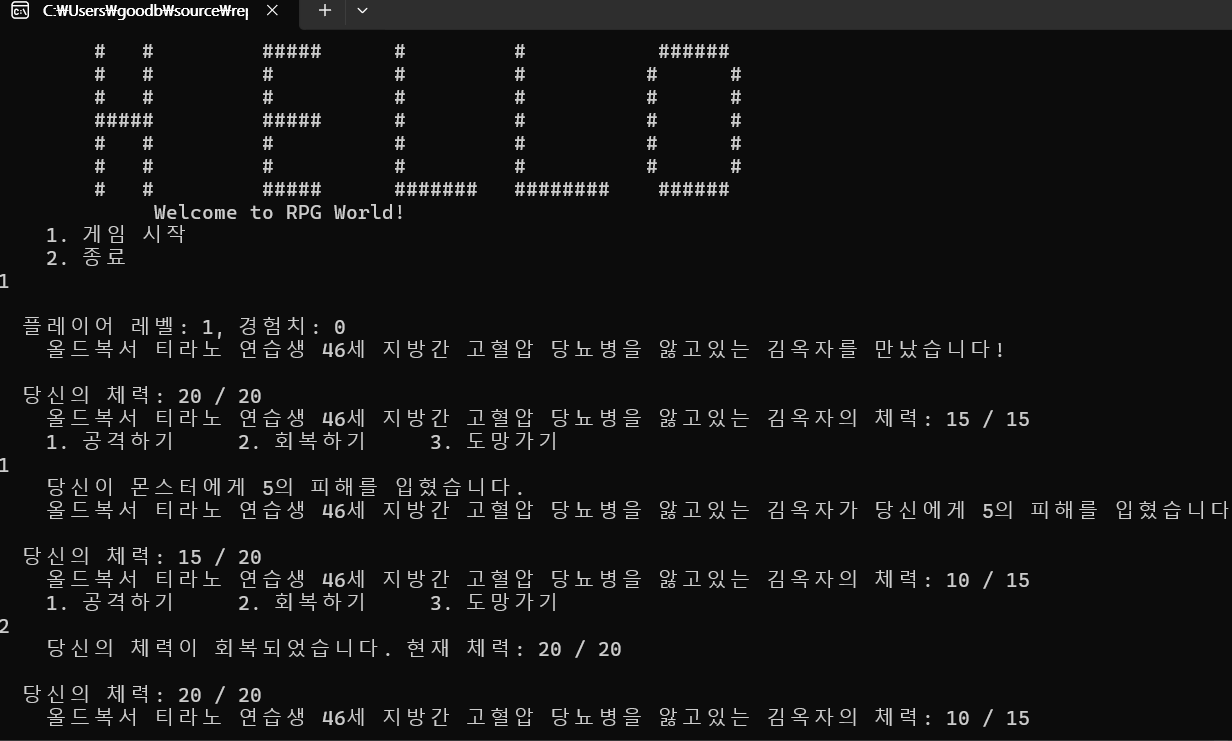 C:₩Users₩goodb₩source₩rep
#   #         #####      #         #           ######
#   #         #          #         #          #      #
#   #         #          #         #          #      #
#####         #####      #         #          #      #
#   #         #          #         #          #      #
#   #         #          #         #          #      #
#   #         #####      #######   ########    ######
Welcome to RPG World!
1. 게임 시작
2. 종료
1
플레이어 레벨: 1, 경험치: 0
올드복서 티라노 연습생 46세 지방간 고혈압 당뇨병을 앓고있는 김옥자를 만났습니다!
당신의 체력: 20 / 20
올드복서 티라노 연습생 46세 지방간 고혈압 당뇨병을 앓고있는 김옥자의 체력: 15 / 15
1. 공격하기 2. 회복하기 3. 도망가기
1
당신이 몬스터에게 5의 피해를 입혔습니다.
올드복서 티라노 연습생 46세 지방간 고혈압 당뇨병을 앓고있는 김옥자가 당신에게 5의 피해를 입혔습니다
당신의 체력: 15 / 20
올드복서 티라노 연습생 46세 지방간 고혈압 당뇨병을 앓고있는 김옥자의 체력: 10 / 15
1. 공격하기 2. 회복하기 3. 도망가기
2
당신의 체력이 회복되었습니다. 현재 체력: 20 / 20
당신의 체력: 20 / 20
올드복서 티라노 연습생 46세 지방간 고혈압 당뇨병을 앓고있는 김옥자의 체력: 10 / 15